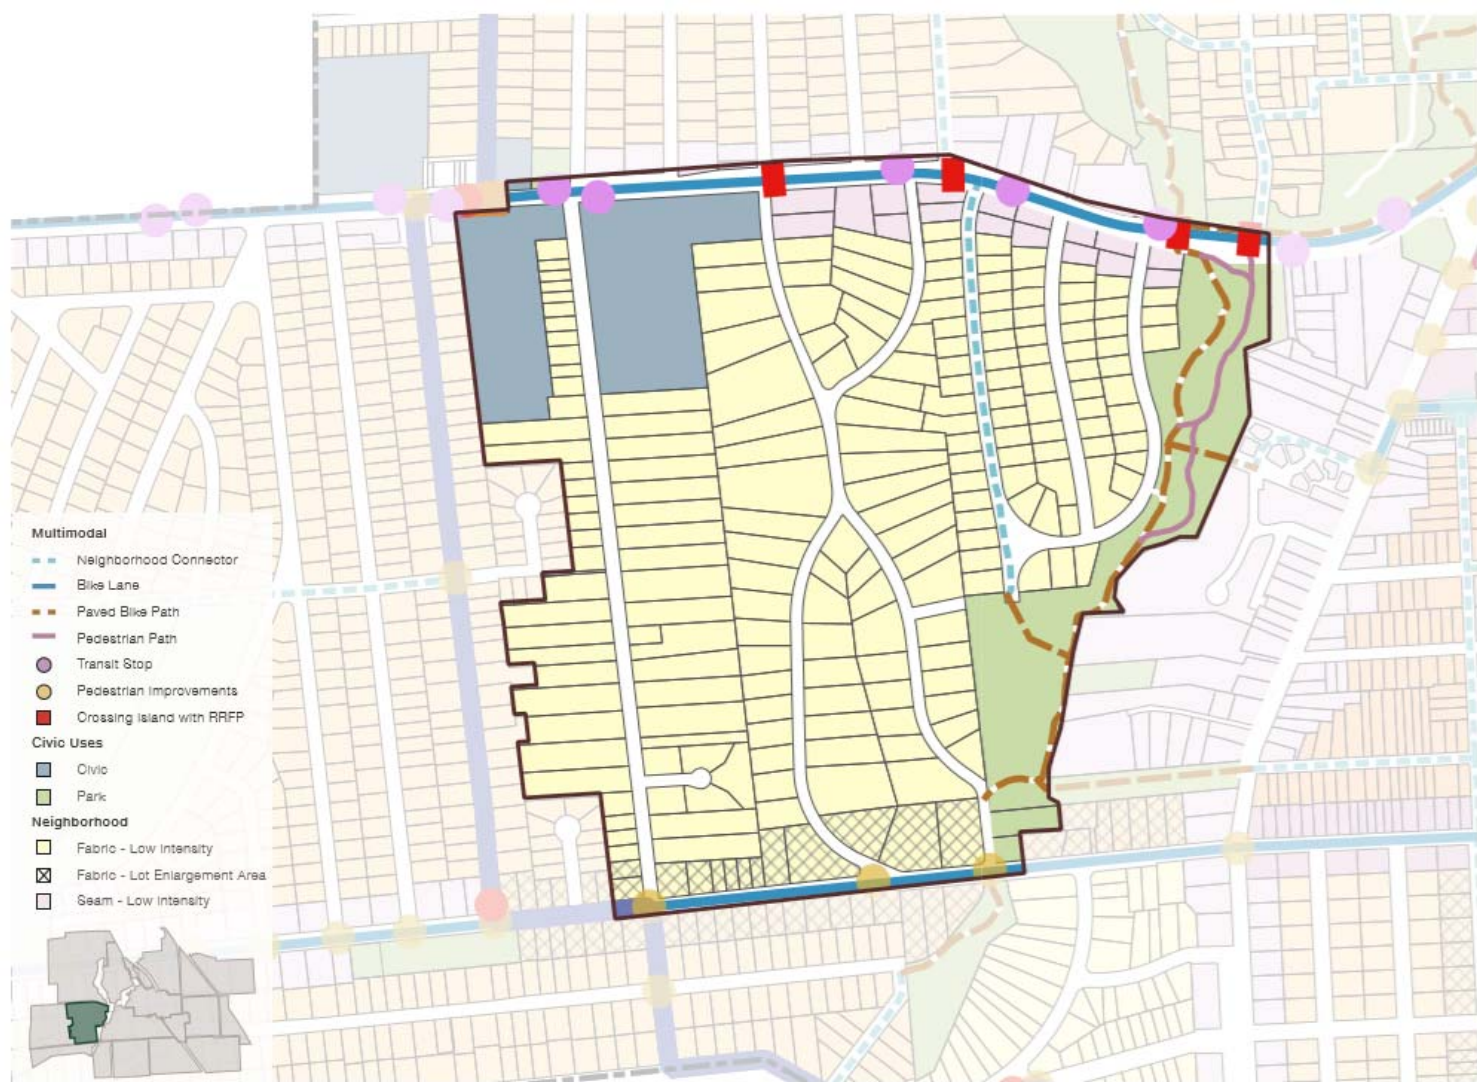 Multimodal
Neighborhood Connector
Bike Lane
Paved Bike Path
Pedestrian Path
Transit Stop
Pedestrian Improvements
Crossing Island with RRFP
Civic Uses
Civic
Park
Neighborhood
Fabric - Low Intensity
Fabric - Lot Enlargement Area
Seam - Low Intensity